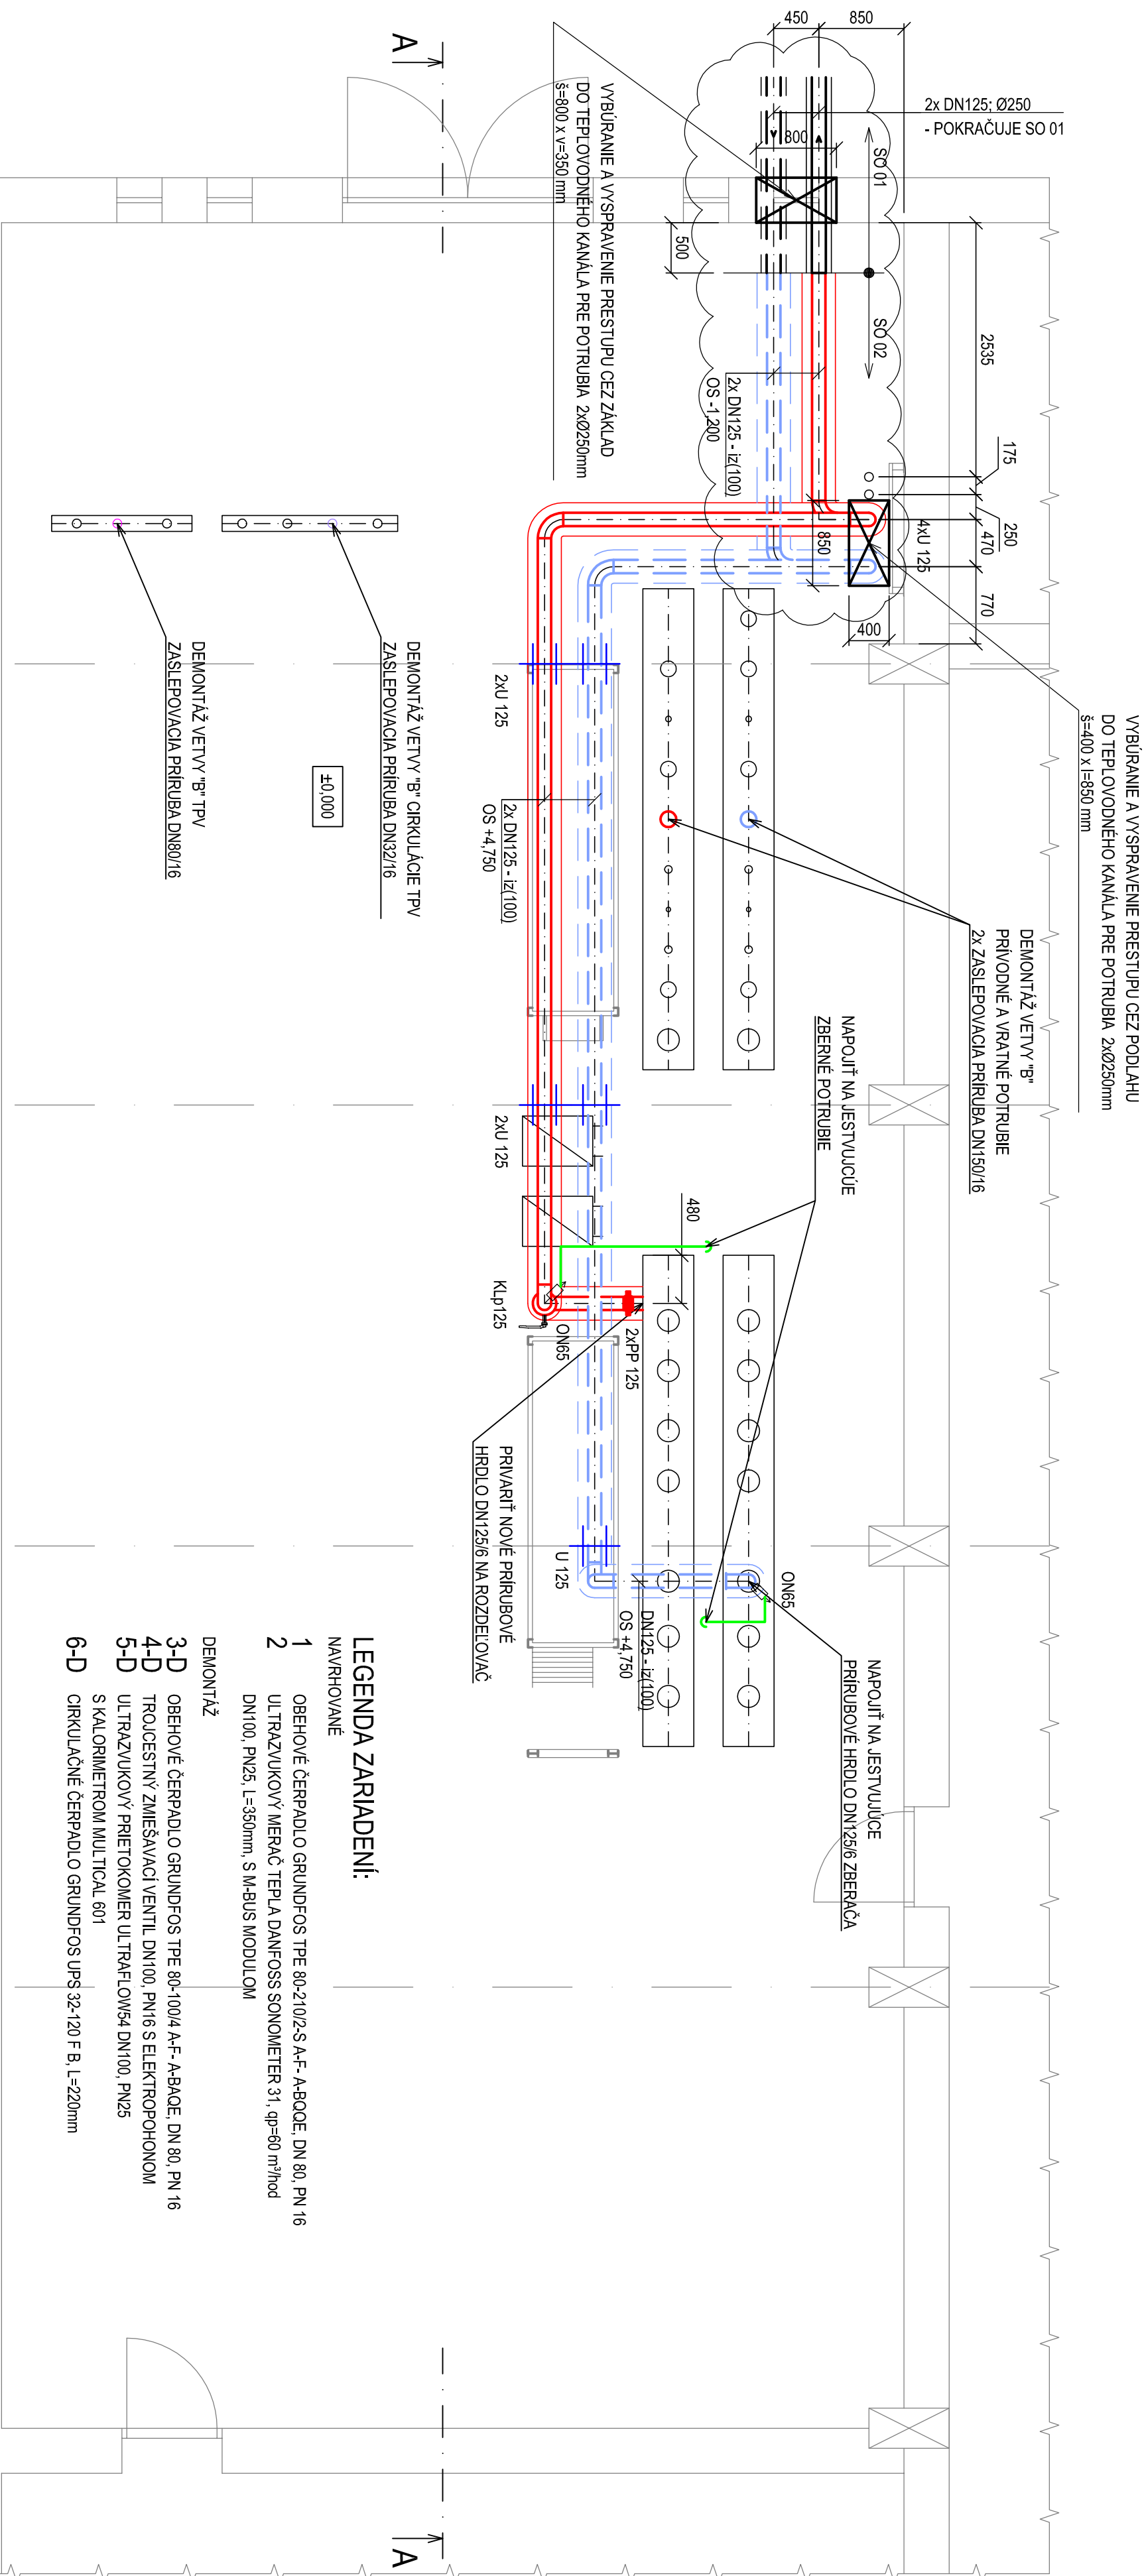 VYBÚRANIE A VYSPRAVENIE PRESTUPU CEZ PODLAHU
DO TEPLOVODNÉHO KANÁLA PRE POTRUBIA 2xØ250mm
š=400 x l=850 mm
2x DN125; Ø250
- POKRAČUJE SO 01
450
850
800
SO 01
SO 02
500
2535
175
250
470
770
4xU 125
400
850
2x DN125 - iz(100)
OS -1,200
VYBÚRANIE A VYSPRAVENIE PRESTUPU CEZ ZÁKLAD
DO TEPLOVODNÉHO KANÁLA PRE POTRUBIA 2xØ250mm
š=800 x v=350 mm
A
DEMONTÁŽ VETVY "B"
PRÍVODNÉ A VRATNÉ POTRUBIE
2x ZASLEPOVACIA PRÍRUBA DN150/16
NAPOJIŤ NA JESTVUJCÚE
ZBERNÉ POTRUBIE
480
2xU 125
2x DN125 - iz(100)
OS +4,750
2xU 125
KLp125
ON65
2xPP 125
PRIVARIŤ NOVÉ PRÍRUBOVÉ
HRDLO DN125/6 NA ROZDEĽOVAČ
U 125
DN125 - iz(100)
OS +4,750
ON65
NAPOJIŤ NA JESTVUJÚCE
PRÍRUBOVÉ HRDLO DN125/6 ZBERAČA
DEMONTÁŽ VETVY "B" CIRKULÁCIE TPV
ZASLEPOVACIA PRÍRUBA DN32/16
±0,000
DEMONTÁŽ VETVY "B" TPV
ZASLEPOVACIA PRÍRUBA DN80/16
LEGENDA ZARIADENÍ:
NAVRHOVANÉ
1 OBEHOVÉ ČERPADLO GRUNDFOS TPE 80-210/2-S A-F- A-BQQE, DN 80, PN 16
2 ULTRAZVUKOVÝ MERAČ TEPLA DANFOSS SONOMETER 31, qp=60 m³/hod
DN100, PN25, L=350mm, S M-BUS MODULOM
DEMONTÁŽ
3-D OBEHOVÉ ČERPADLO GRUNDFOS TPE 80-100/4 A-F- A-BAQE, DN 80, PN 16
4-D TROJCESTNÝ ZMIEŠAVACÍ VENTIL DN100, PN16 S ELEKTROPOHONOM
5-D ULTRAZVUKOVÝ PRIETOKOMER ULTRAFLOW54 DN100, PN25
S KALORIMETROM MULTICAL 601
6-D CIRKULAČNÉ ČERPADLO GRUNDFOS UPS 32-120 F B, L=220mm
A